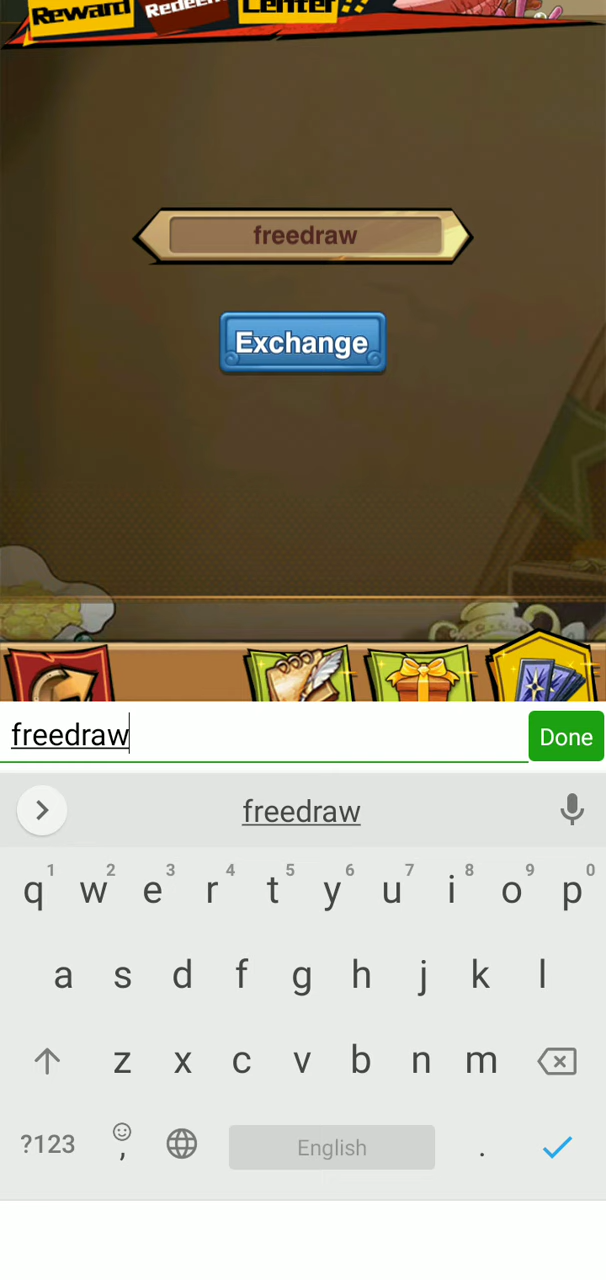 Reward Redeem Center
freedraw
Exchange
freedraw
Done
freedraw
1 2 3 4 5 6 7 8 9 0
q w e r t y u i o p
a s d f g h j k l
z x c v b n m
?123 , English .